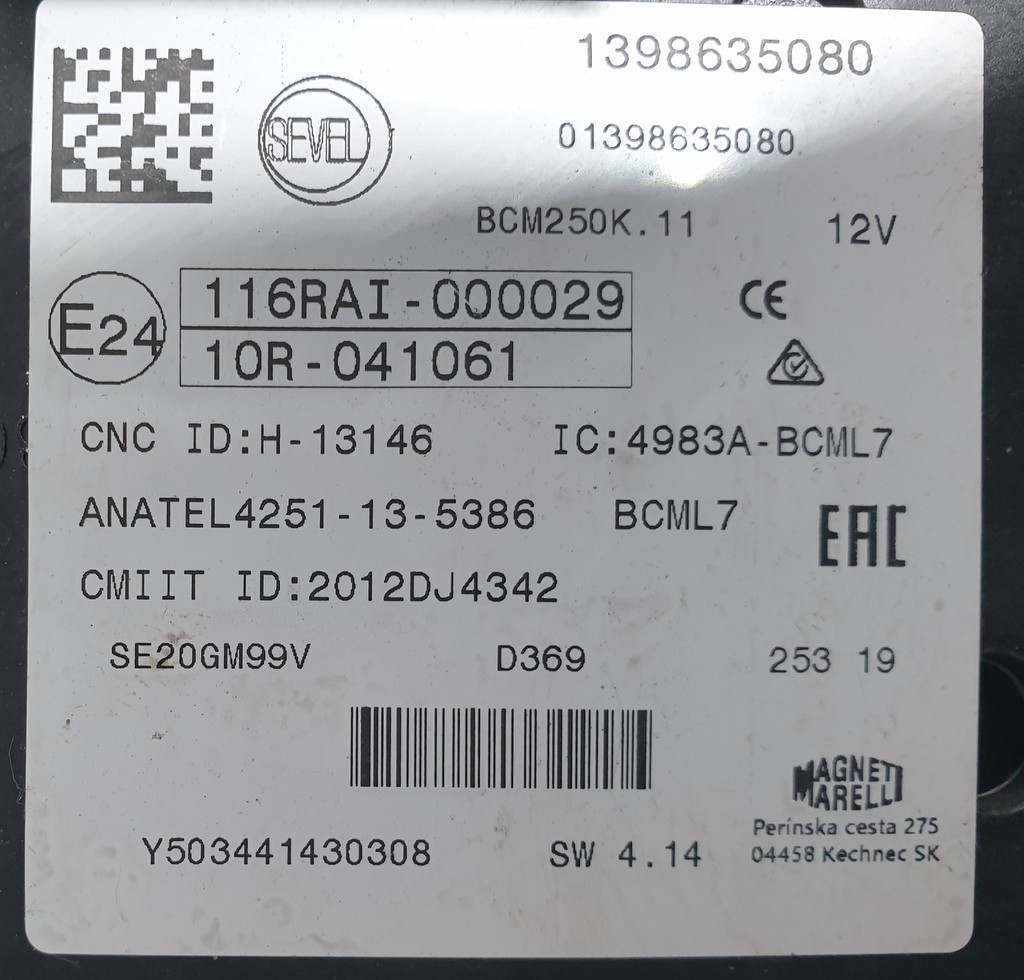 1398635080
SEVEL
01398635080
BCM250K.11 12V
E24 116RAI-000029 CE
10R-041061
CNC ID:H-13146 IC:4983A-BCML7
ANATEL4251-13-5386 BCML7 EAC
CMIIT ID:2012DJ4342
SE20GM99V D369 253 19
MAGNETI
MARELLI
Perínska cesta 275
Y503441430308 SW 4.14 04458 Kechnec SK